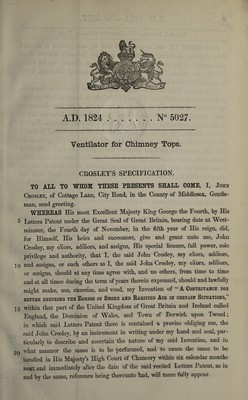 A.D. 1824 . . . . . . . No 5027.
Ventilator for Chimney Tops.
CROSLEY'S SPECIFICATION.
TO ALL TO WHOM THESE PRESENTS SHALL COME, I, JOHN
CROSLEY, of Cottage Lane, City Road, in the County of Middlesex, Gentle-
man, send greeting.
WHEREAS His most Excellent Majesty King George the Fourth, by His
5 Letters Patent under the Great Seal of Great Britain, bearing date at West-
minster, the Fourth day of November, in the fifth year of His reign, did,
for Himself, His heirs and successors, give and grant unto me, John
Crosley, my exõrs, adm̃ors, and assigns, His special licence, full power, sole
privilege and authority, that I, the said John Crosley, my exõrs, adm̃ors,
10 and assigns, or such others as I, the said John Crosley, my exõrs, adm̃ors,
or assigns, should at any time agree with, and no others, from time to time
and at all times during the term of years therein expressed, should and lawfully
might make, use, exercise, and vend, my Invention of "A CONTRIVANCE FOR
BETTER ENSURING THE EGRESS OF SMOKE AND RAREFIED AIR IN CERTAIN SITUATIONS,"
15 within that part of the United Kingdom of Great Britain and Ireland called
England, the Dominion of Wales, and Town of Berwick upon Tweed;
in which said Letters Patent there is contained a proviso obliging me, the
said John Crosley, by an instrument in writing under my hand and seal, par-
ticularly to describe and ascertain the nature of my said Invention, and in
20 what manner the same is to be performed, and to cause the same to be
inrolled in His Majesty's High Court of Chancery within six calendar months
next and immediately after the date of the said recited Letters Patent, as in
and by the same, reference being thereunto had, will more fully appear.